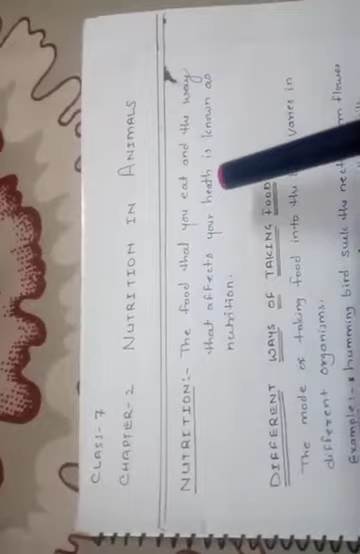 CLASS-7
CHAPTER-2 NUTRITION IN ANIMALS
NUTRITION:- The food that you eat and the way
that affects your heath is known as
nutrition.
DIFFERENT WAYS OF TAKING FOOD
The mode of taking food into the varies in
different organisms.
Example:- humming bird suck the flower